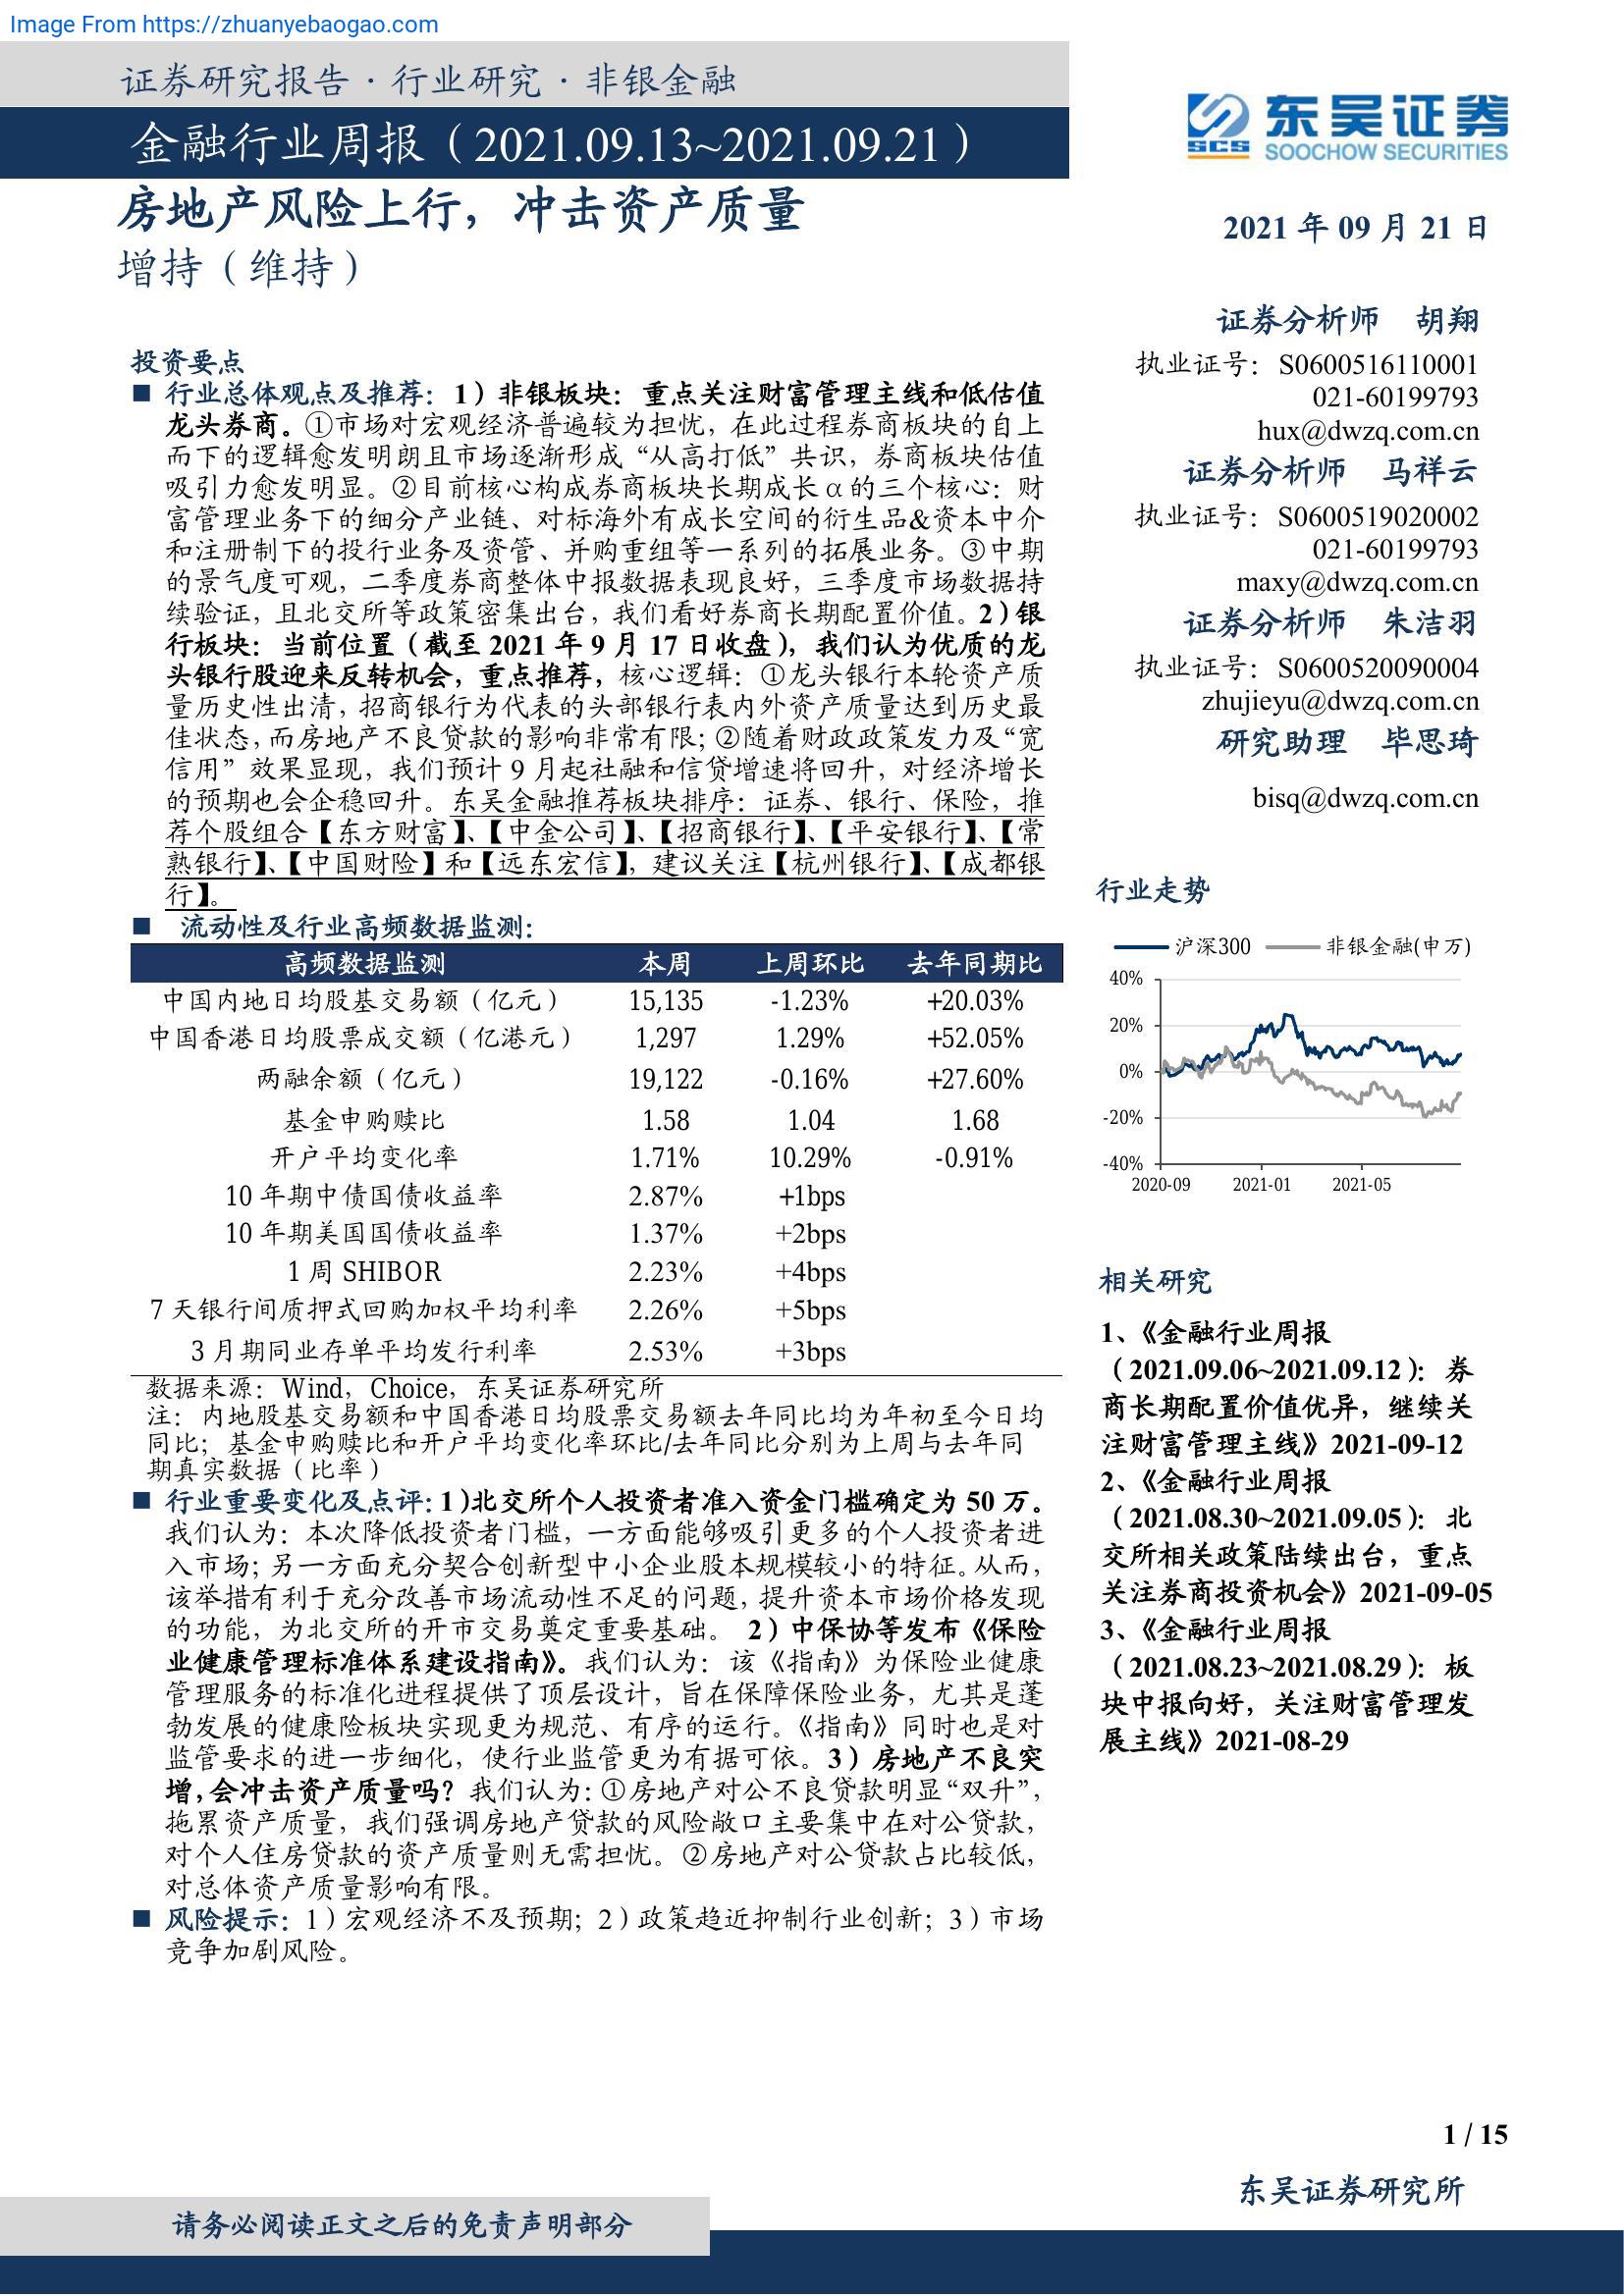 Image From https://zhuanyebaogao.com
证券研究报告·行业研究·非银金融
金融行业周报（2021.09.13~2021.09.21）
房地产风险上行，冲击资产质量
增持（维持）
投资要点
■ 行业总体观点及推荐：1）非银板块：重点关注财富管理主线和低估值
龙头券商。①市场对宏观经济普遍较为担忧，在此过程券商板块的自上
而下的逻辑愈发明朗且市场逐渐形成“从高打低”共识，券商板块估值
吸引力愈发明显。②目前核心构成券商板块长期成长α的三个核心：财
富管理业务下的细分产业链、对标海外有成长空间的衍生品&资本中介
和注册制下的投行业务及资管、并购重组等一系列的拓展业务。③中期
的景气度可观，二季度券商整体中报数据表现良好，三季度市场数据持
续验证，且北交所等政策密集出台，我们看好券商长期配置价值。2）银
行板块：当前位置（截至 2021 年 9 月 17 日收盘），我们认为优质的龙
头银行股迎来反转机会，重点推荐，核心逻辑：①龙头银行本轮资产质
量历史性出清，招商银行为代表的头部银行表内外资产质量达到历史最
佳状态，而房地产不良贷款的影响非常有限；②随着财政政策发力及“宽
信用”效果显现，我们预计 9 月起社融和信贷增速将回升，对经济增长
的预期也会企稳回升。东吴金融推荐板块排序：证券、银行、保险，推
荐个股组合【东方财富】、【中金公司】、【招商银行】、【平安银行】、【常
熟银行】、【中国财险】和【远东宏信】，建议关注【杭州银行】、【成都银
行】。
■ 流动性及行业高频数据监测：
高频数据监测 本周 上周环比 去年同期比
中国内地日均股基交易额（亿元） 15,135 -1.23% +20.03%
中国香港日均股票成交额（亿港元） 1,297 1.29% +52.05%
两融余额（亿元） 19,122 -0.16% +27.60%
基金申购赎比 1.58 1.04 1.68
开户平均变化率 1.71% 10.29% -0.91%
10 年期中债国债收益率 2.87% +1bps
10 年期美国国债收益率 1.37% +2bps
1 周 SHIBOR 2.23% +4bps
7 天银行间质押式回购加权平均利率 2.26% +5bps
3 月期同业存单平均发行利率 2.53% +3bps
数据来源：Wind，Choice，东吴证券研究所
注：内地股基交易额和中国香港日均股票交易额去年同比均为年初至今日均
同比；基金申购赎比和开户平均变化率环比/去年同比分别为上周与去年同
期真实数据（比率）
■ 行业重要变化及点评：1）北交所个人投资者准入资金门槛确定为 50 万。
我们认为：本次降低投资者门槛，一方面能够吸引更多的个人投资者进
入市场；另一方面充分契合创新型中小企业股本规模较小的特征。从而，
该举措有利于充分改善市场流动性不足的问题，提升资本市场价格发现
的功能，为北交所的开市交易奠定重要基础。 2）中保协等发布《保险
业健康管理标准体系建设指南》。我们认为：该《指南》为保险业健康
管理服务的标准化进程提供了顶层设计，旨在保障保险业务，尤其是蓬
勃发展的健康险板块实现更为规范、有序的运行。《指南》同时也是对
监管要求的进一步细化，使行业监管更为有据可依。3）房地产不良突
增，会冲击资产质量吗？我们认为：①房地产对公不良贷款明显“双升”，
拖累资产质量，我们强调房地产贷款的风险敞口主要集中在对公贷款，
对个人住房贷款的资产质量则无需担忧。②房地产对公贷款占比较低，
对总体资产质量影响有限。
■ 风险提示：1）宏观经济不及预期；2）政策趋近抑制行业创新；3）市场
竞争加剧风险。
东吴证券
SCS SOOCHOW SECURITIES
2021 年 09 月 21 日
证券分析师 胡翔
执业证号：S0600516110001
021-60199793
hux@dwzq.com.cn
证券分析师 马祥云
执业证号：S0600519020002
021-60199793
maxy@dwzq.com.cn
证券分析师 朱洁羽
执业证号：S0600520090004
zhujieyu@dwzq.com.cn
研究助理 毕思琦
bisq@dwzq.com.cn
行业走势
沪深300 非银金融(申万)
40%
20%
0%
-20%
-40%
2020-09 2021-01 2021-05
相关研究
1、《金融行业周报
（2021.09.06~2021.09.12）：券
商长期配置价值优异，继续关
注财富管理主线》2021-09-12
2、《金融行业周报
（2021.08.30~2021.09.05）：北
交所相关政策陆续出台，重点
关注券商投资机会》2021-09-05
3、《金融行业周报
（2021.08.23~2021.08.29）：板
块中报向好，关注财富管理发
展主线》2021-08-29
1 / 15
东吴证券研究所
请务必阅读正文之后的免责声明部分